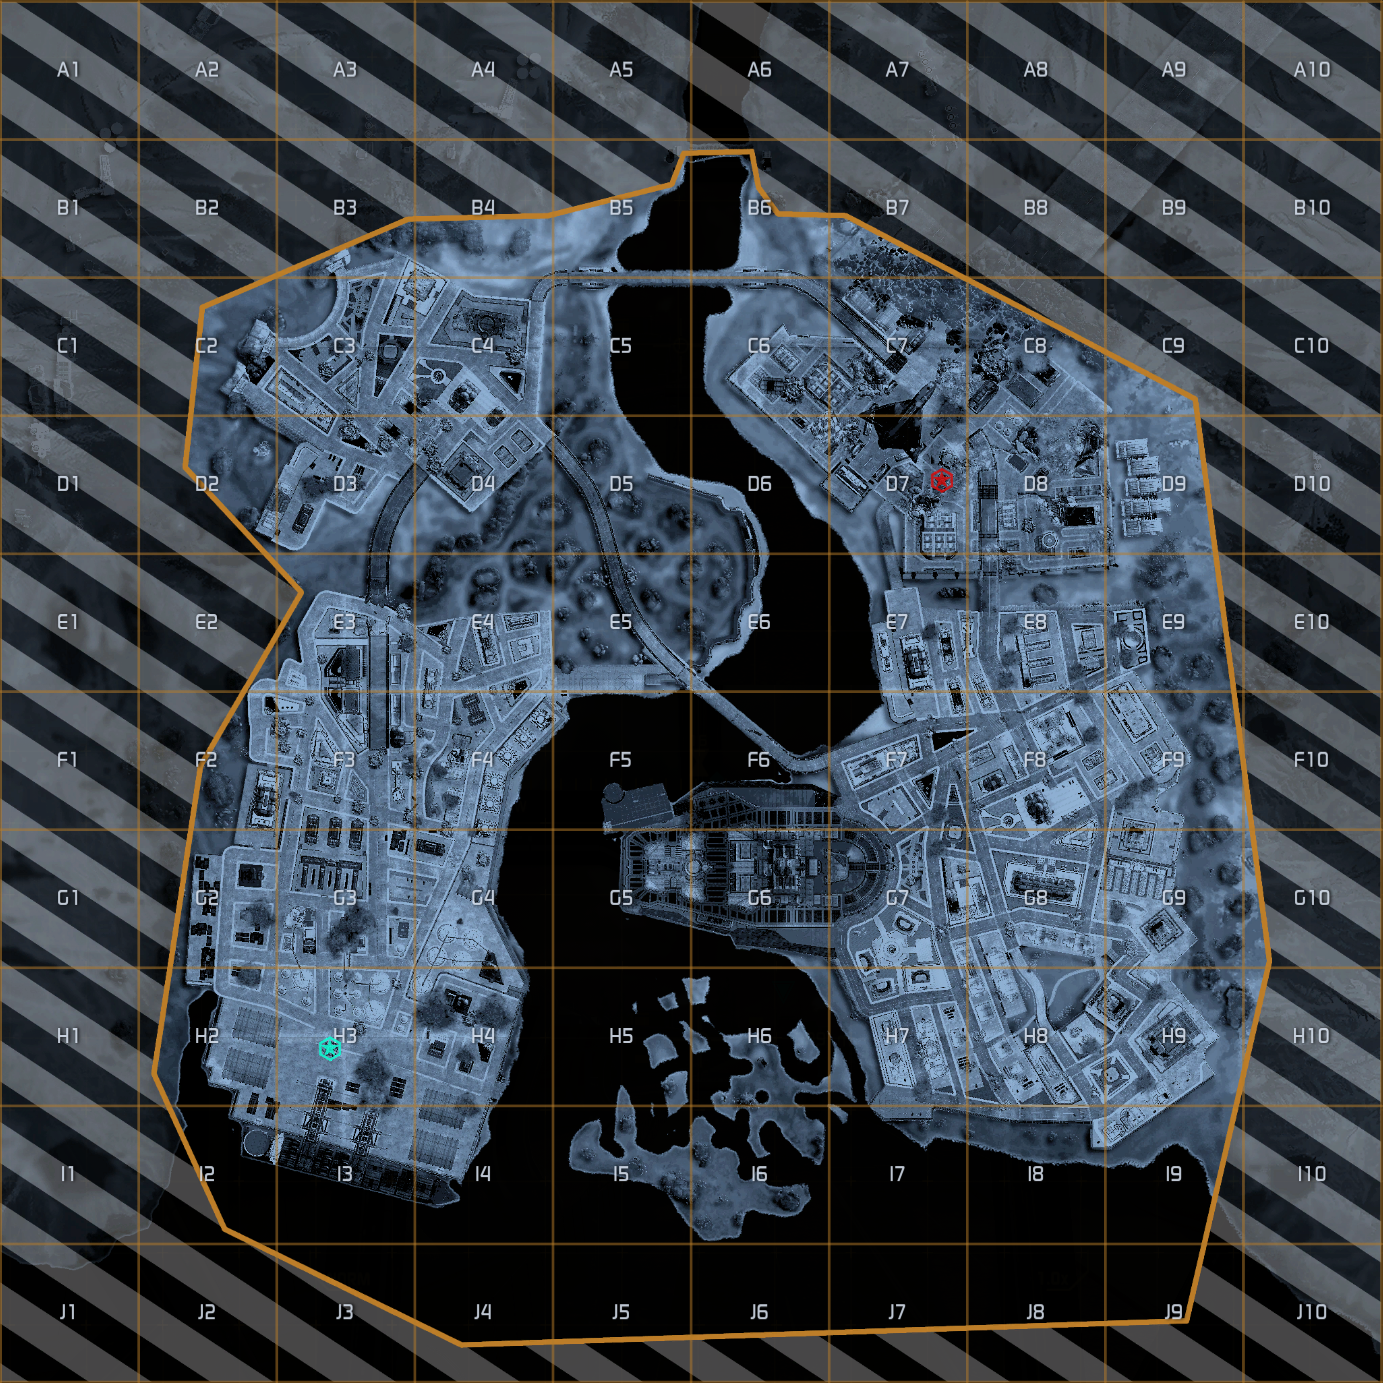 A1 A2 A3 A4 A5 A6 A7 A8 A9 A10
B1 B2 B3 B4 B5 B6 B7 B8 B9 B10
C1 C2 C3 C4 C5 C6 C7 C8 C9 C10
D1 D2 D3 D4 D5 D6 D7 D8 D9 D10
E1 E2 E3 E4 E5 E6 E7 E8 E9 E10
F1 F2 F3 F4 F5 F6 F7 F8 F9 F10
G1 G2 G3 G4 G5 G6 G7 G8 G9 G10
H1 H2 H3 H4 H5 H6 H7 H8 H9 H10
I1 I2 I3 I4 I5 I6 I7 I8 I9 I10
J1 J2 J3 J4 J5 J6 J7 J8 J9 J10